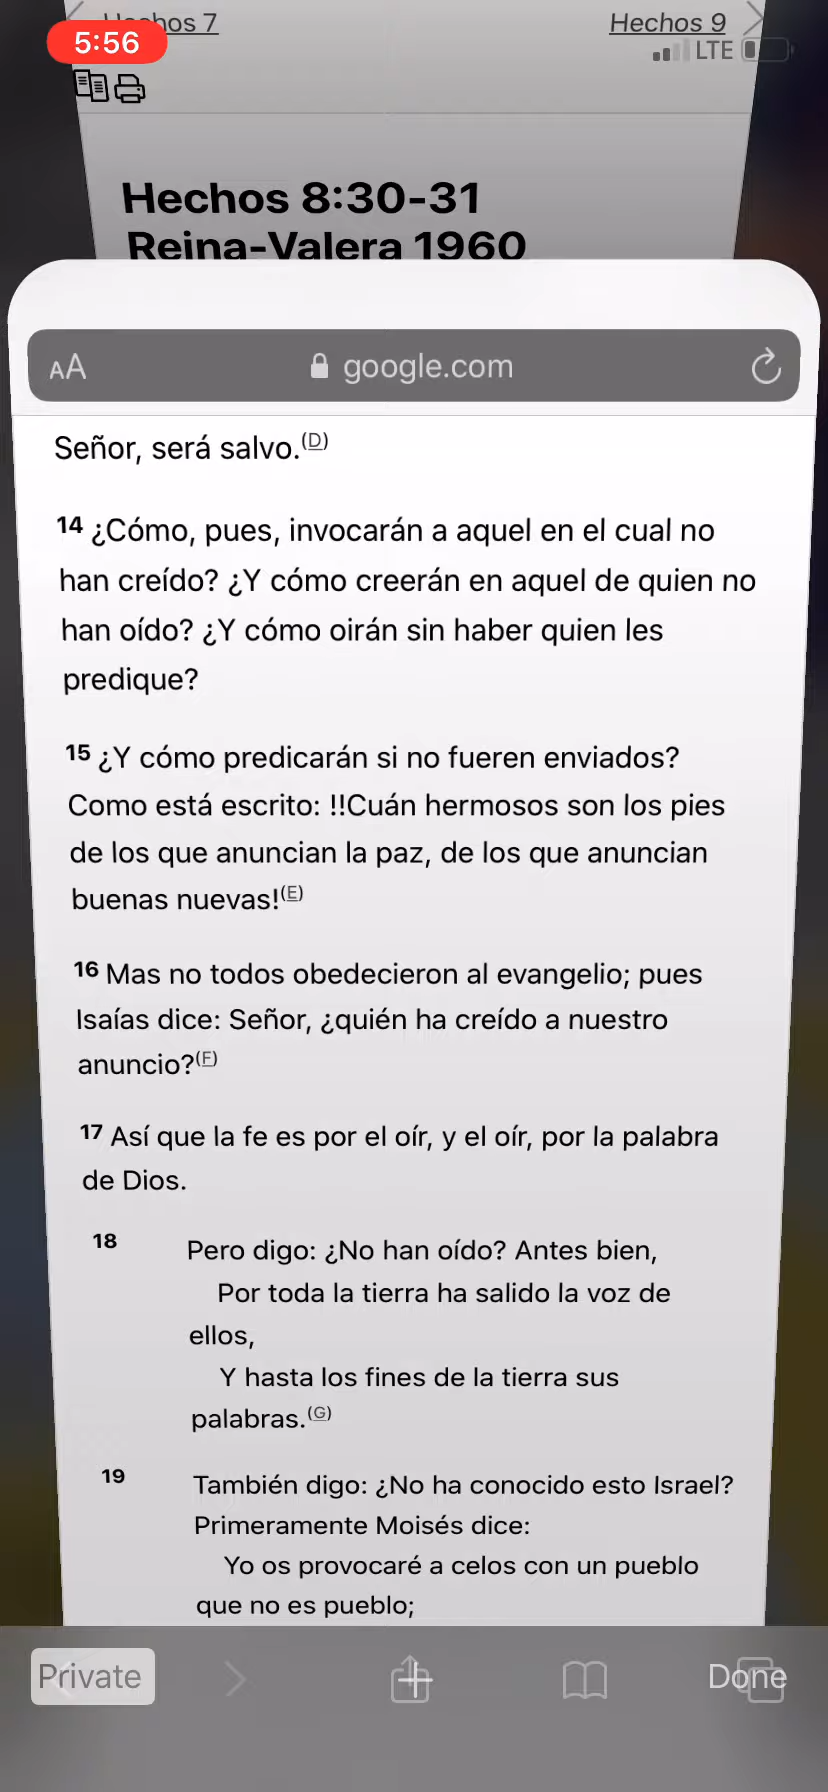 Hechos 7
Hechos 9
5:56
LTE
Hechos 8:30-31
Reina-Valera 1960
AA
google.com
Señor, será salvo.(D)
14 ¿Cómo, pues, invocarán a aquel en el cual no
han creído? ¿Y cómo creerán en aquel de quien no
han oído? ¿Y cómo oirán sin haber quien les
predique?
15 ¿Y cómo predicarán si no fueren enviados?
Como está escrito: !!Cuán hermosos son los pies
de los que anuncian la paz, de los que anuncian
buenas nuevas!(E)
16 Mas no todos obedecieron al evangelio; pues
Isaías dice: Señor, ¿quién ha creído a nuestro
anuncio?(F)
17 Así que la fe es por el oír, y el oír, por la palabra
de Dios.
18 Pero digo: ¿No han oído? Antes bien,
Por toda la tierra ha salido la voz de
ellos,
Y hasta los fines de la tierra sus
palabras.(G)
19 También digo: ¿No ha conocido esto Israel?
Primeramente Moisés dice:
Yo os provocaré a celos con un pueblo
que no es pueblo;
Private
Done